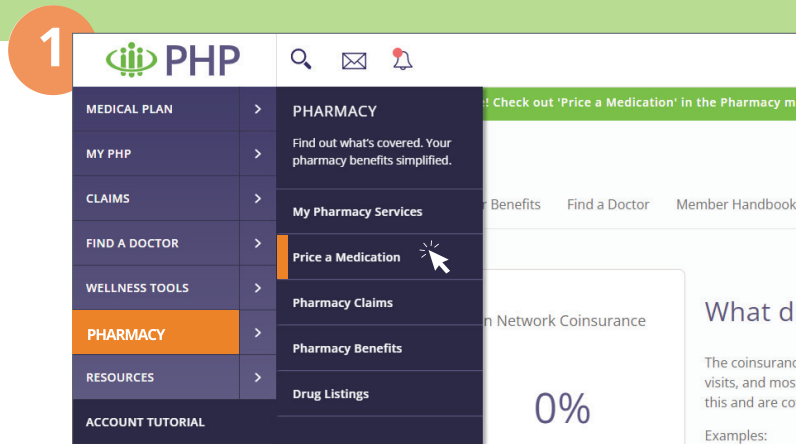 1
PHP
MEDICAL PLAN
MY PHP
CLAIMS
FIND A DOCTOR
WELLNESS TOOLS
PHARMACY
RESOURCES
ACCOUNT TUTORIAL
PHARMACY
Find out what's covered. Your
pharmacy benefits simplified.
My Pharmacy Services
Price a Medication
Pharmacy Claims
Pharmacy Benefits
Drug Listings
! Check out 'Price a Medication' in the Pharmacy m
r Benefits Find a Doctor Member Handbook
n Network Coinsurance
0%
What d
The coinsuranc
visits, and mos
this and are co
Examples: